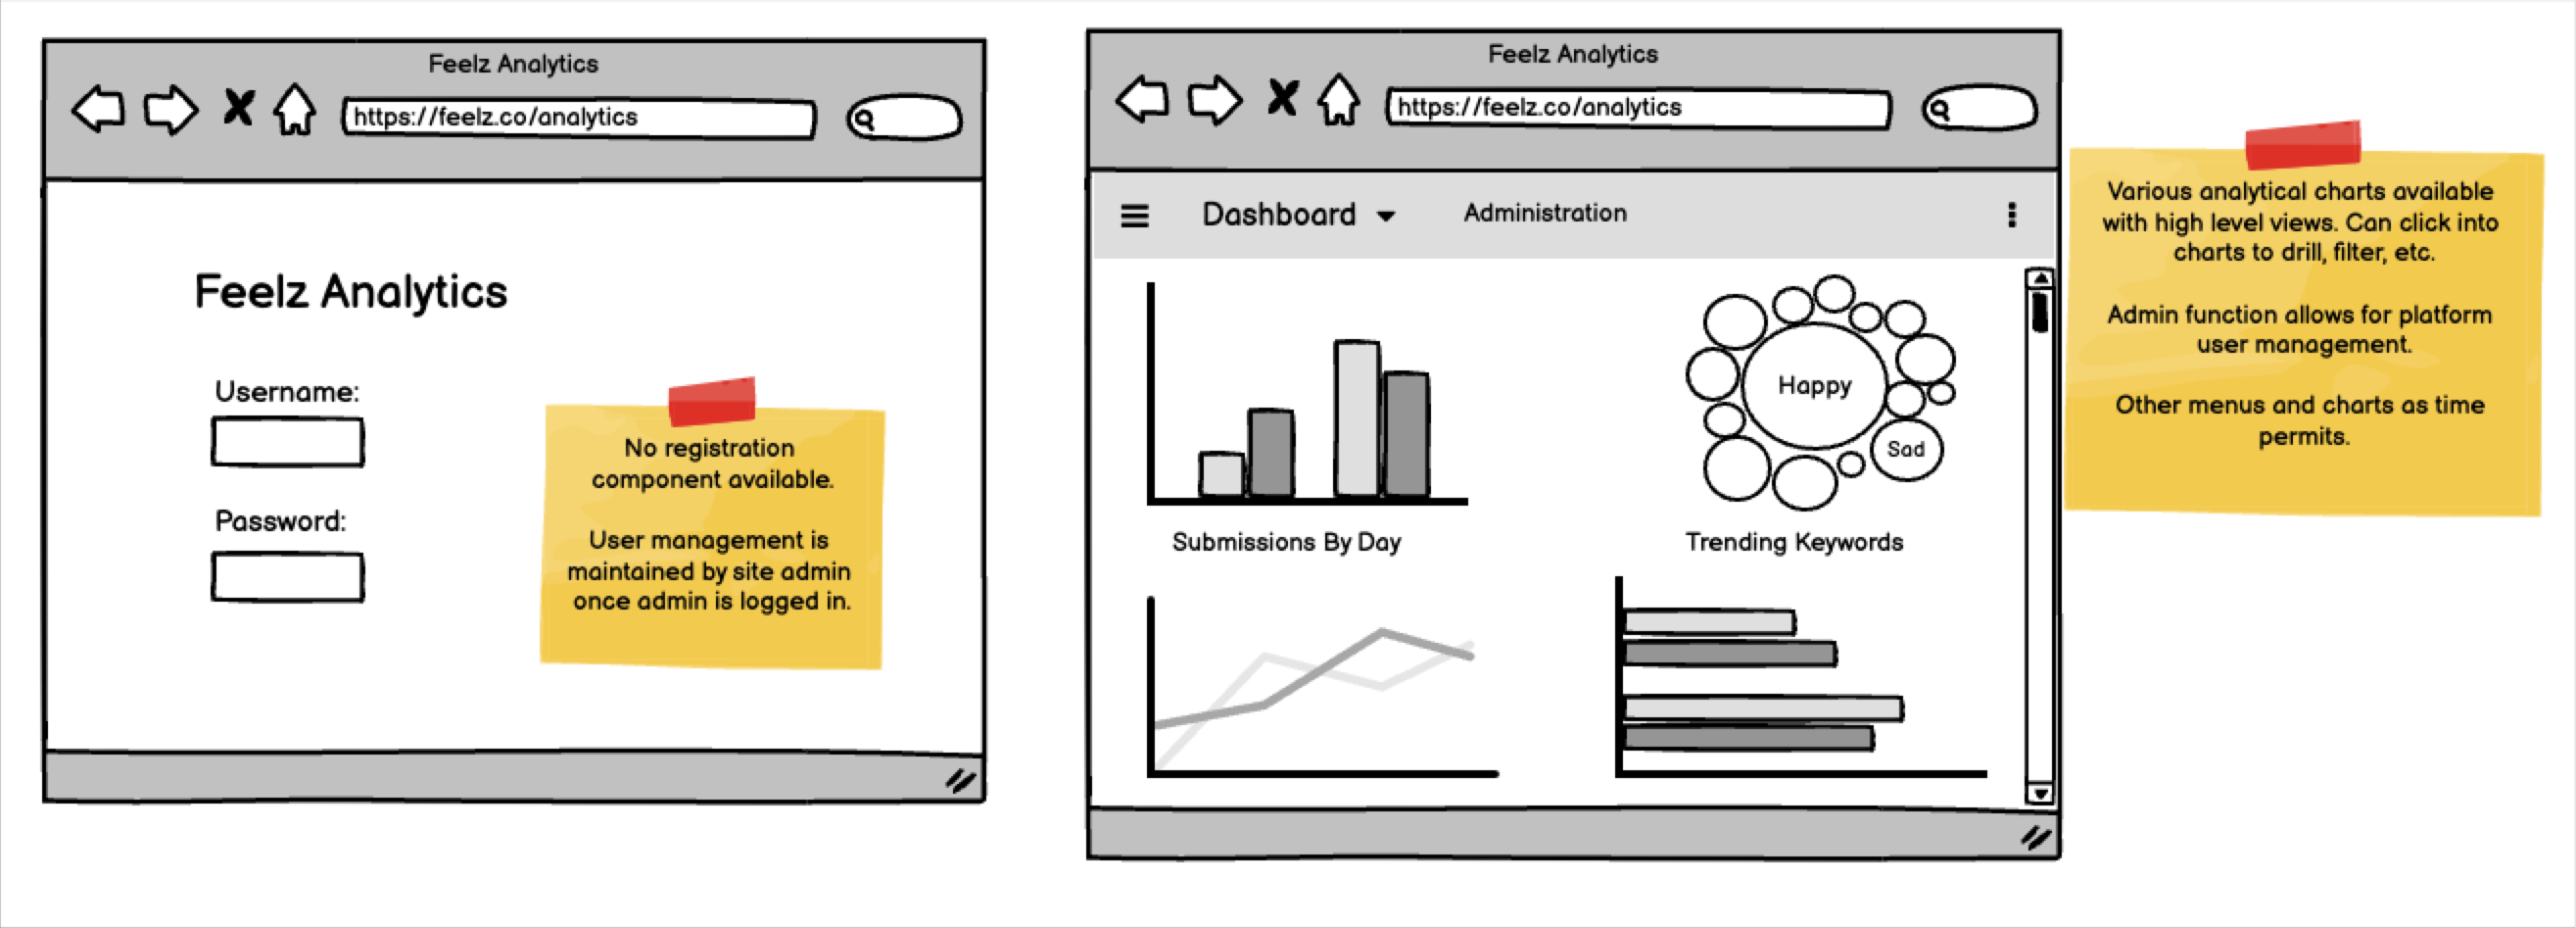 Feelz Analytics
https://feelz.co/analytics
Feelz Analytics
Username:
Password:
No registration
component available.
User management is
maintained by site admin
once admin is logged in.
Feelz Analytics
https://feelz.co/analytics
Dashboard
Administration
Happy
Sad
Submissions By Day
Trending Keywords
Various analytical charts available
with high level views. Can click into
charts to drill, filter, etc.
Admin function allows for platform
user management.
Other menus and charts as time
permits.